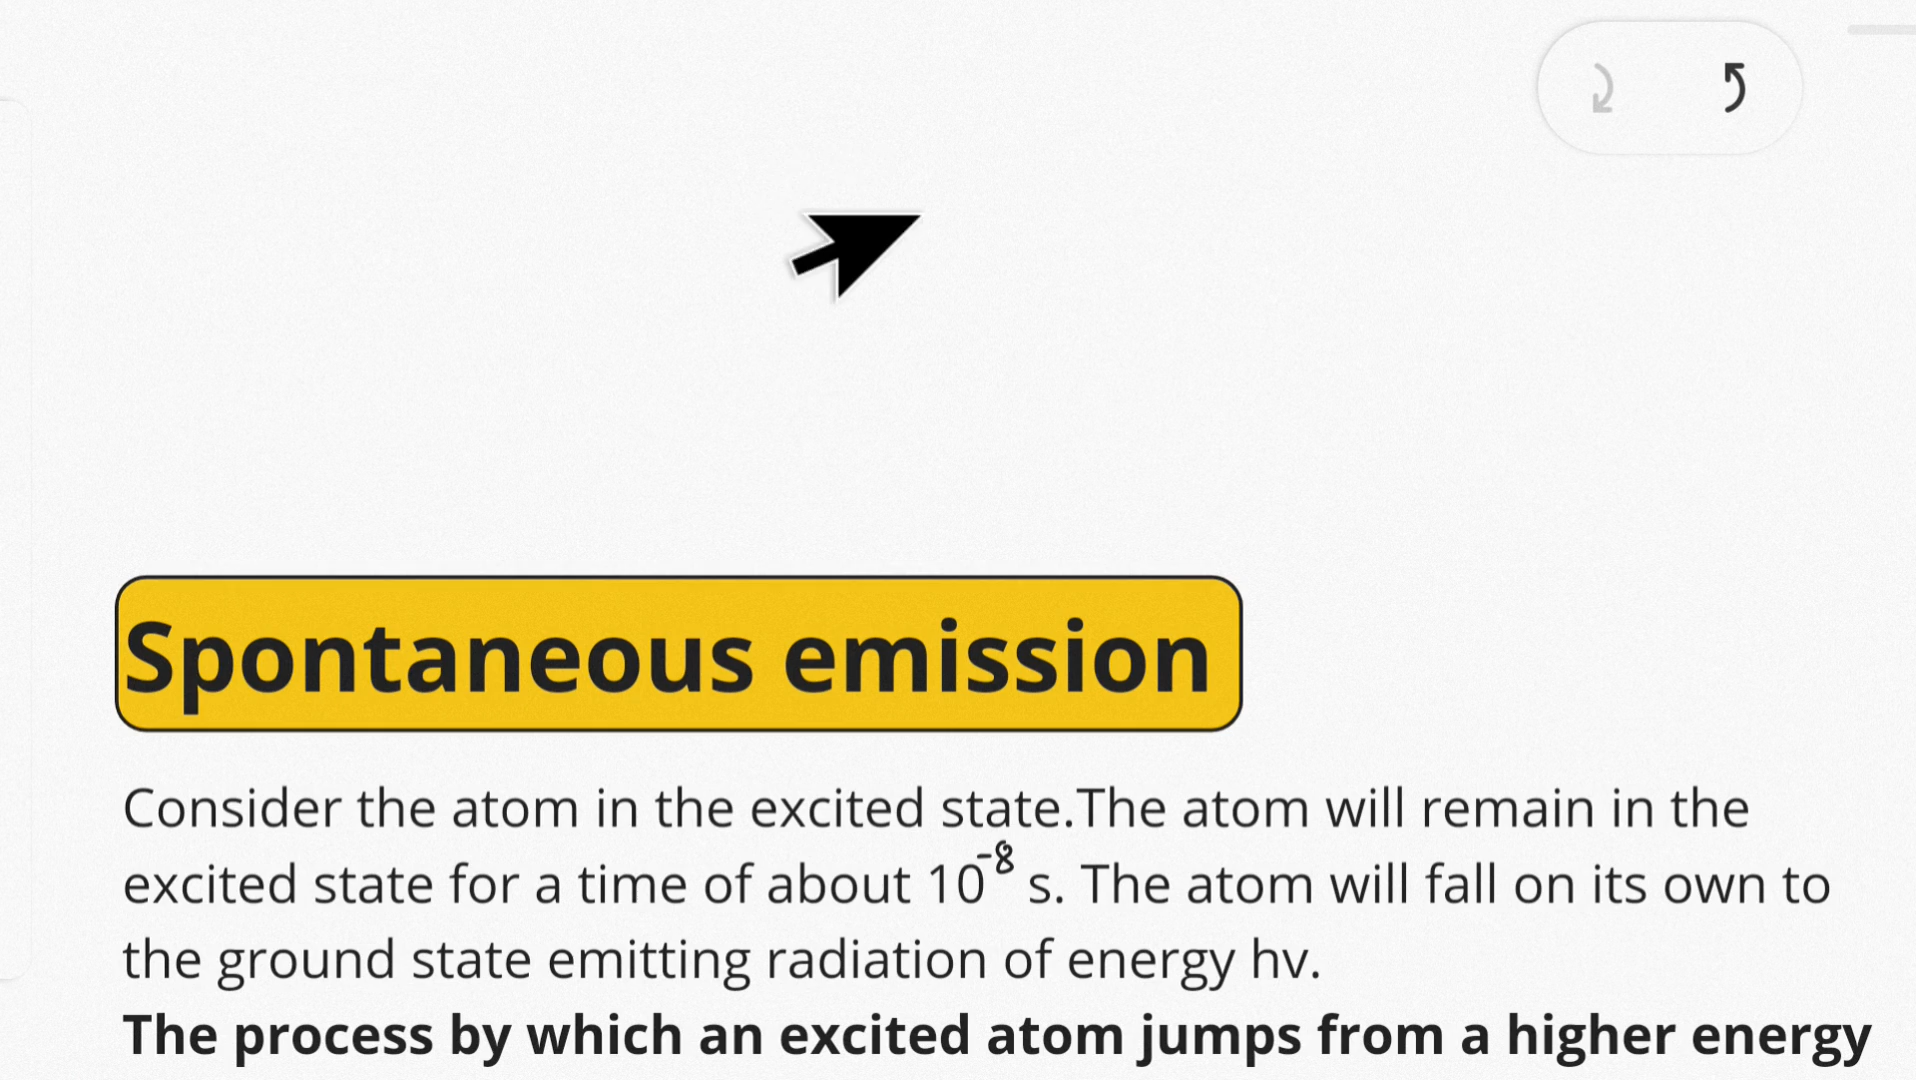 Spontaneous emission
Consider the atom in the excited state.The atom will remain in the
excited state for a time of about 10⁻⁸ s. The atom will fall on its own to
the ground state emitting radiation of energy hv.
The process by which an excited atom jumps from a higher energy